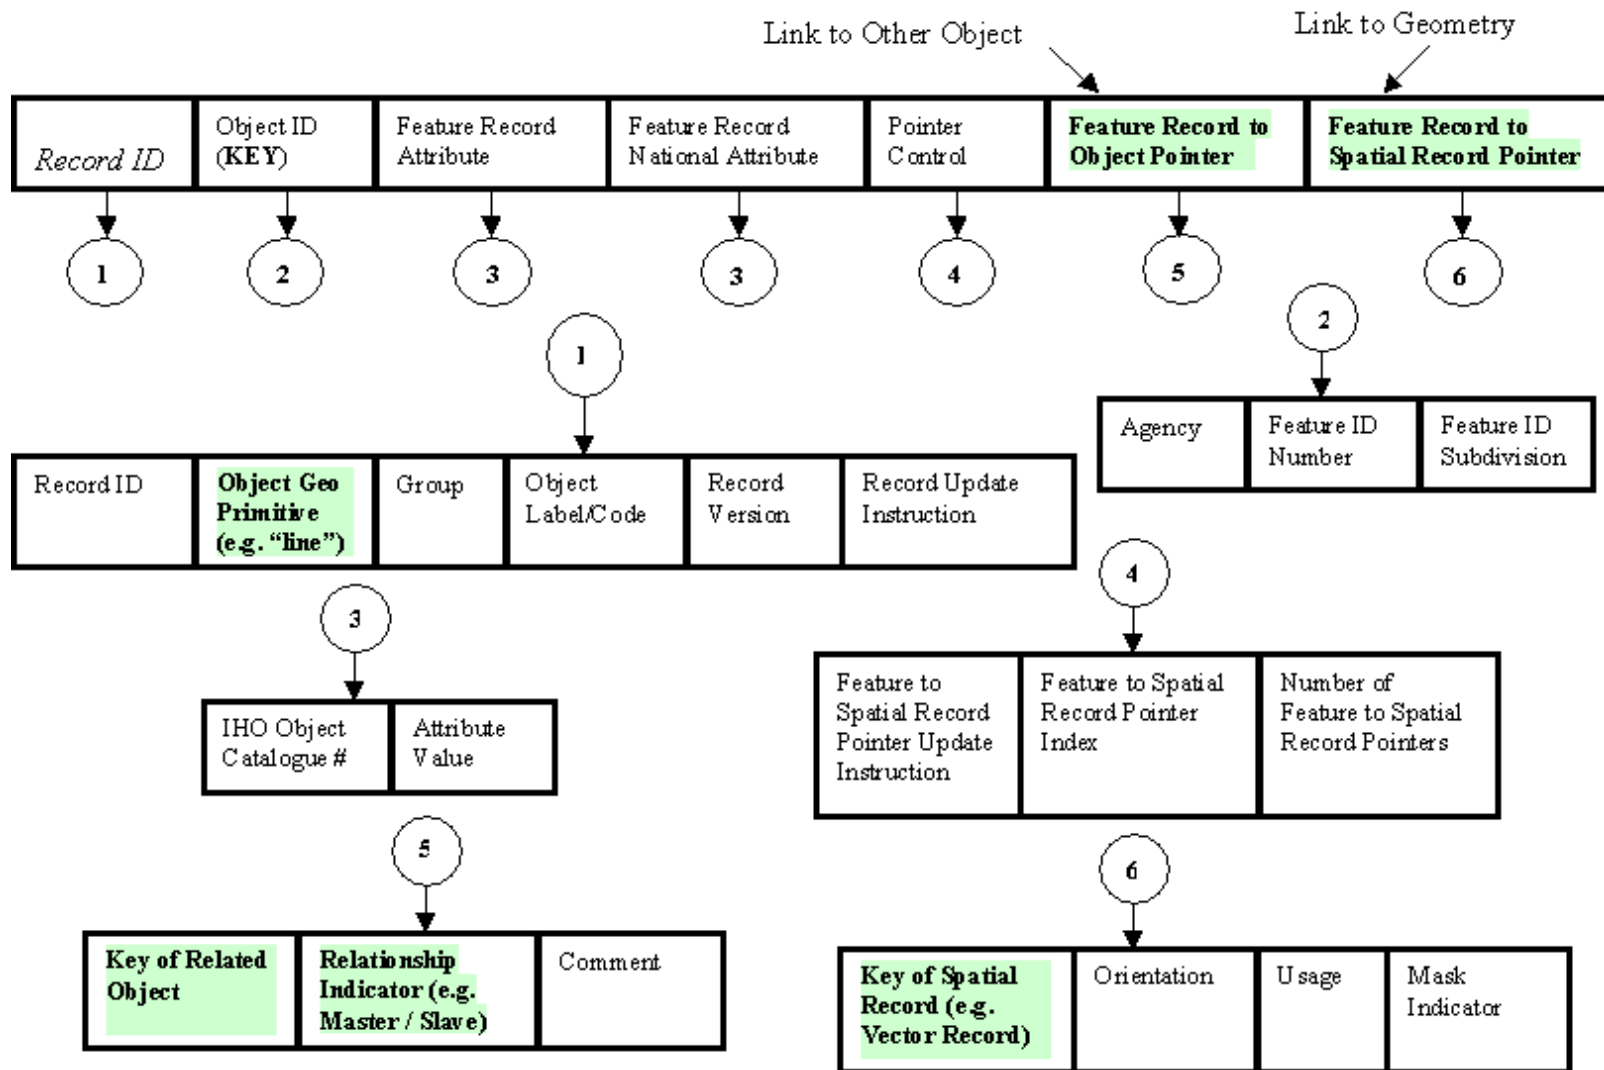 Link to Other Object
Link to Geometry
Record ID
Object ID
(KEY)
Feature Record
Attribute
Feature Record
National Attribute
Pointer
Control
Feature Record to
Object Pointer
Feature Record to
Spatial Record Pointer
1
2
3
3
4
5
6
2
1
Agency
Feature ID
Number
Feature ID
Subdivision
Record ID
Object Geo
Primitive
(e.g. “line”)
Group
Object
Label/Code
Record
Version
Record Update
Instruction
4
3
Feature to
Spatial Record
Pointer Update
Instruction
Feature to Spatial
Record Pointer
Index
Number of
Feature to Spatial
Record Pointers
IHO Object
Catalogue #
Attribute
Value
5
6
Key of Related
Object
Relationship
Indicator (e.g.
Master / Slave)
Comment
Key of Spatial
Record (e.g.
Vector Record)
Orientation
Usage
Mask
Indicator